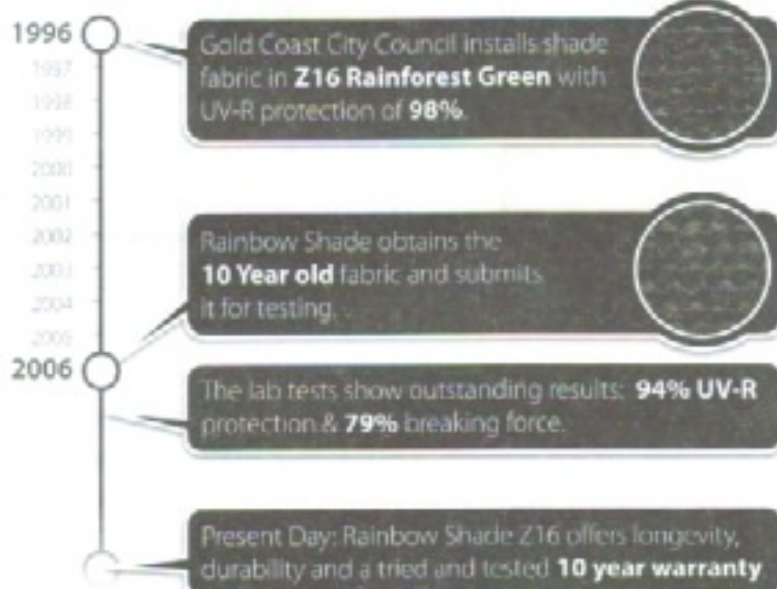 1996
Gold Coast City Council installs shade
fabric in Z16 Rainforest Green with
UV-R protection of 98%.
1997
1998
1999
2000
2001
2002
2003
2004
2005
Rainbow Shade obtains the
10 Year old fabric and submits
it for testing.
2006
The lab tests show outstanding results: 94% UV-R
protection & 79% breaking force.
Present Day: Rainbow Shade Z16 offers longevity,
durability and a tried and tested 10 year warranty